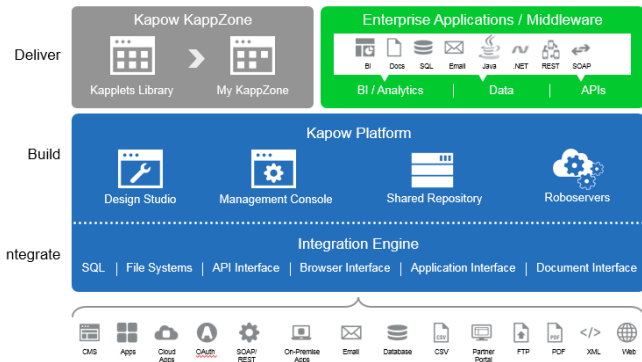 Kapow KappZone
Enterprise Applications / Middleware
Deliver
BI
Docs
SQL
Email
Java
.NET
REST
SOAP
Kapplets Library
My KappZone
BI / Analytics
Data
APIs
Build
Kapow Platform
Design Studio
Management Console
Shared Repository
Roboservers
ntegrate
Integration Engine
SQL | File Systems | API Interface | Browser Interface | Application Interface | Document Interface
CSV
PDF
</>
CMS
Apps
Cloud
Apps
OAuth
SOAP/
REST
On-Premise
Apps
Email
Database
CSV
Partner
Portal
FTP
PDF
XML
Web